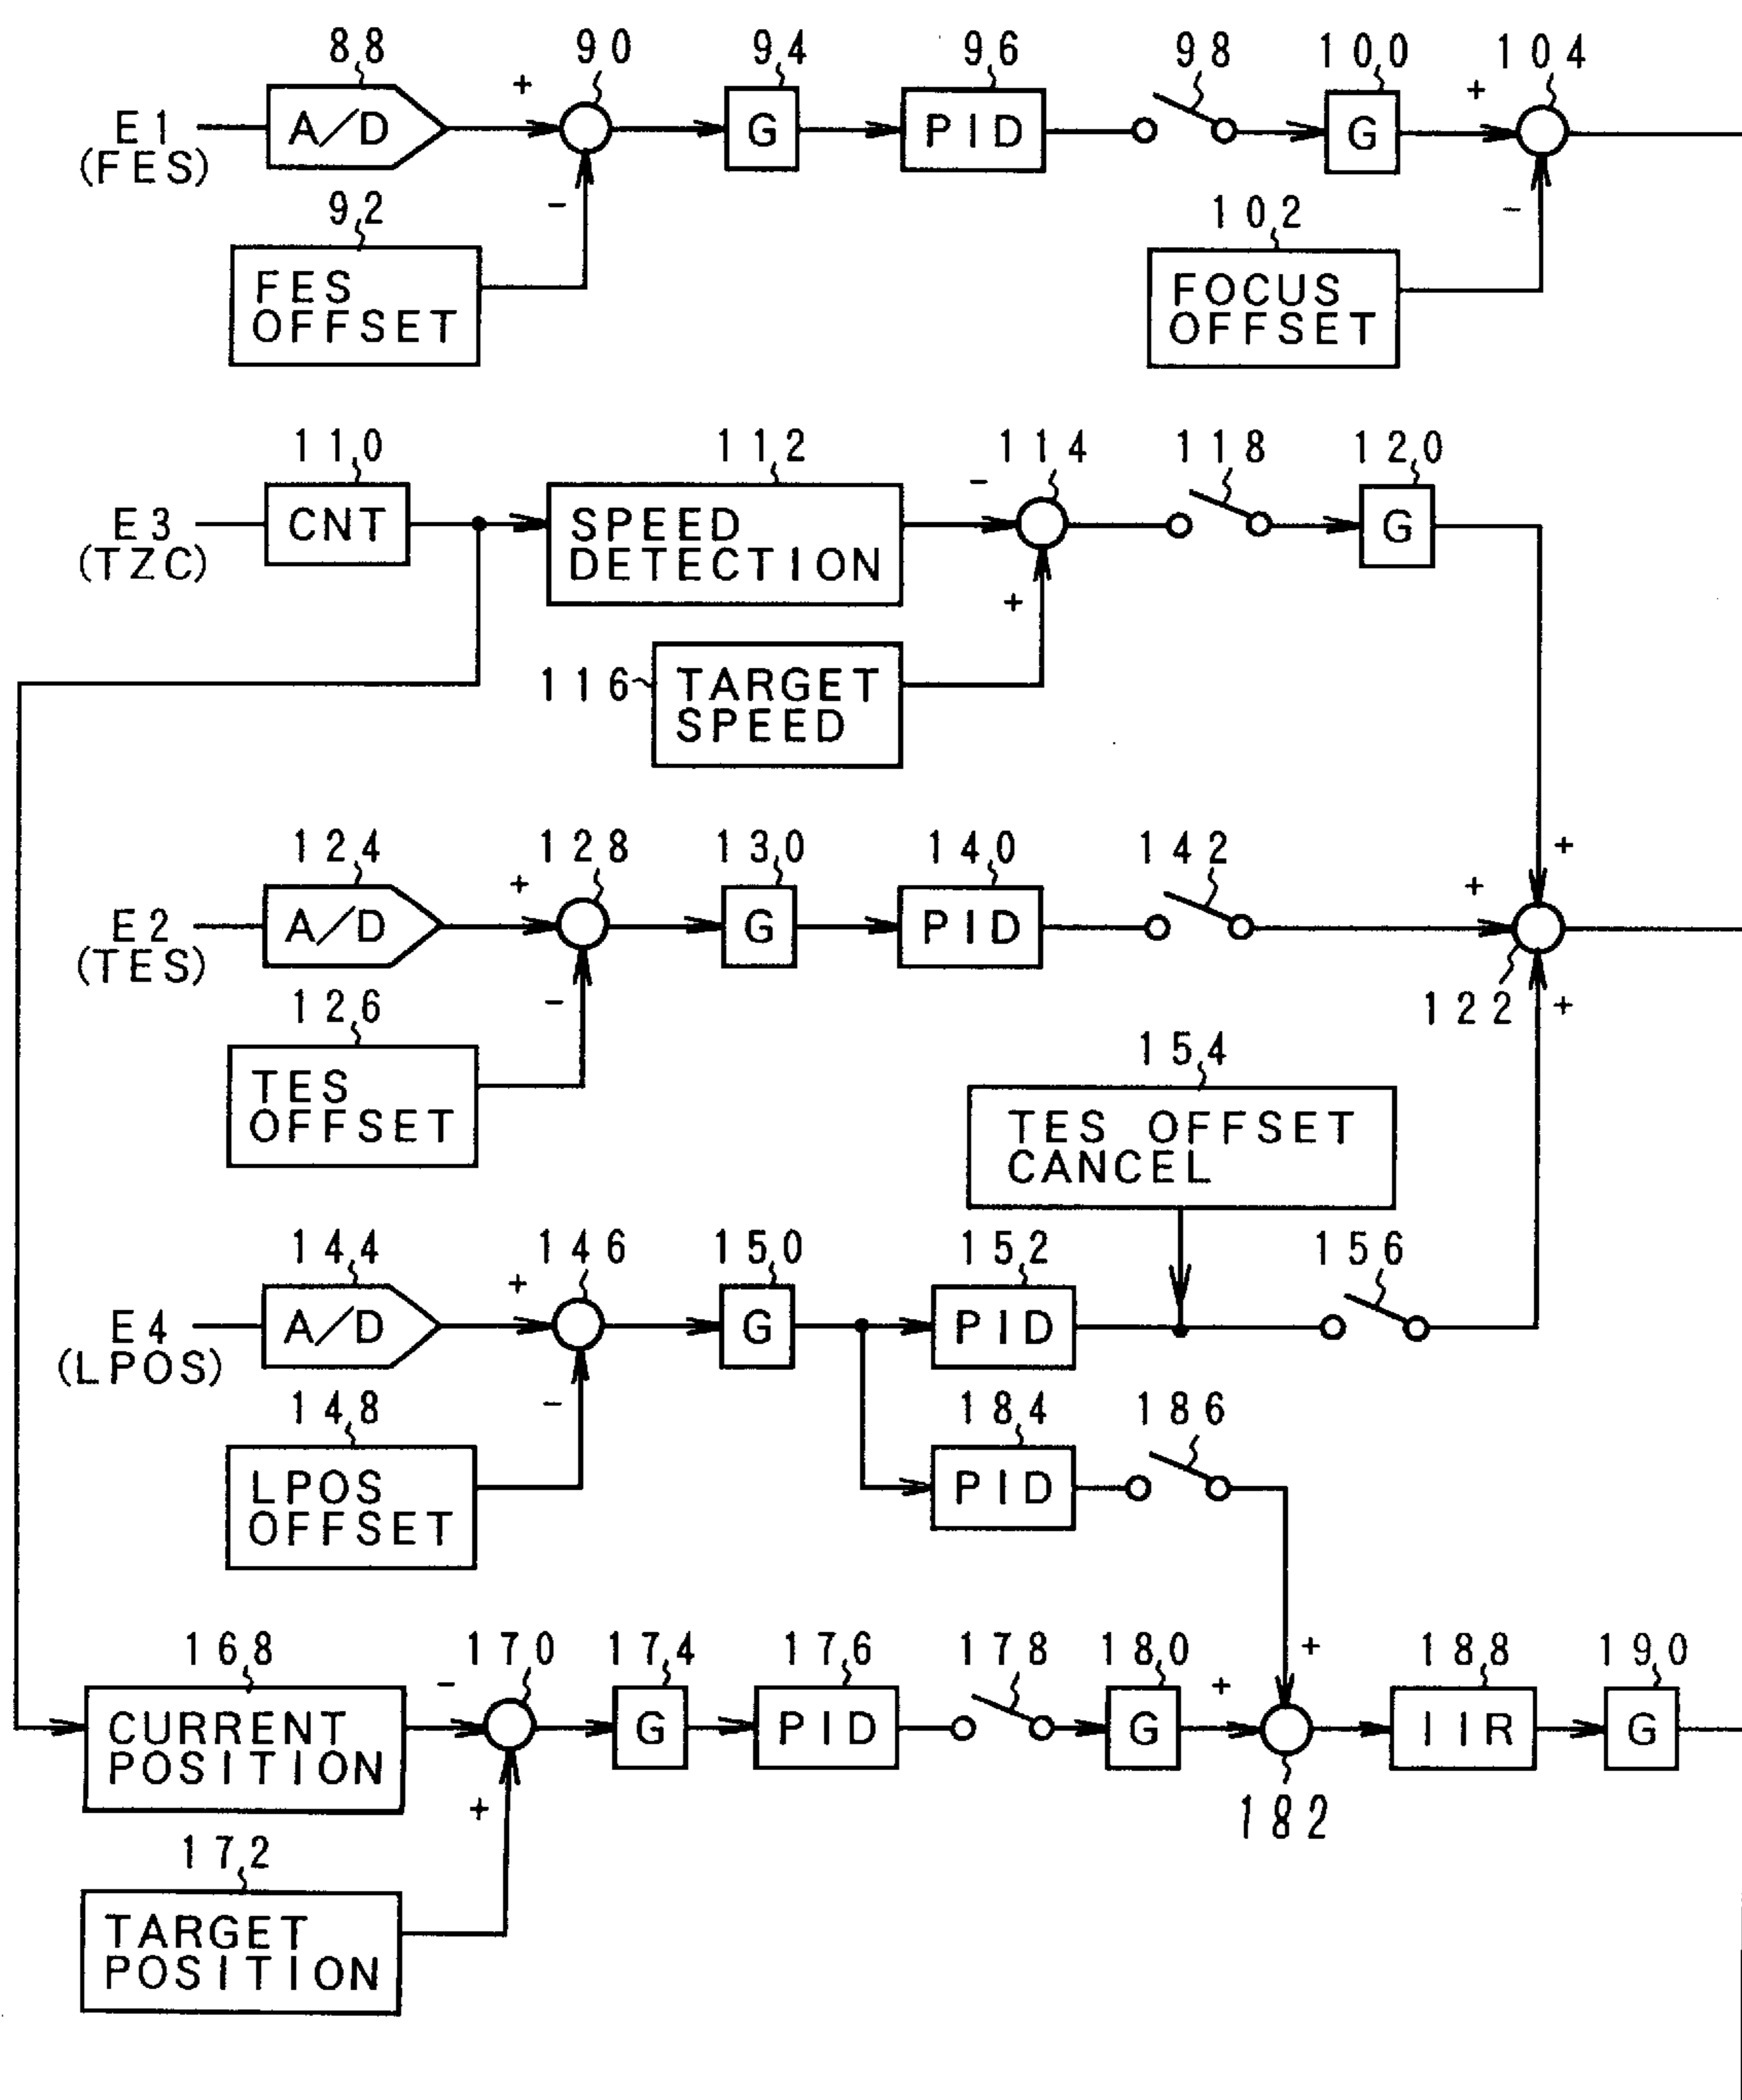 88 90 94 96 98 100 104
E1 A/D + G PID G +
(FES)
92 - 102 -
FES FOCUS
OFFSET OFFSET
110 112 114 118 120
E3 CNT SPEED - G
(TZC) DETECTION
+
116 TARGET
SPEED
124 128 130 140 142 +
E2 A/D + G PID +
(TES)
126 - 122 +
TES 154
OFFSET TES OFFSET
CANCEL
144 146 150 152 156
E4 A/D + G PID
(LPOS)
148 - 184 186
LPOS PID
OFFSET
168 170 174 176 178 180 + 188 190
CURRENT - G PID G + IIR G
POSITION
+ 182
172
TARGET
POSITION